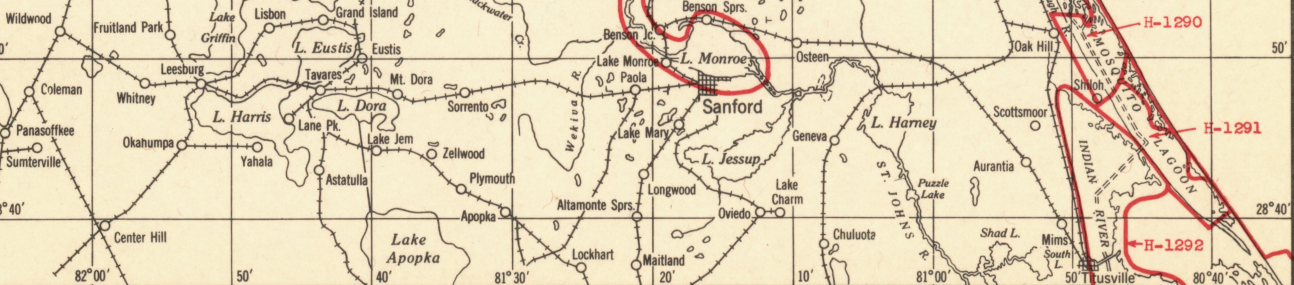 Wildwood
Fruitland Park
Lake
Griffin
Lisbon
Grand Island
L. Eustis
Eustis
Benson Sprs.
Benson Jc.
Lake Monroe
L. Monroe
Osteen
Oak Hill
MOSQUITO LAGOON
H-1290
50'
Leesburg
Whitney
Coleman
Tavares
Mt. Dora
Sorrento
Paola
Sanford
Wekiva R.
Shiloh
Scottsmoor
L. Harris
L. Dora
Lane Pk.
Lake Jem
Panasoffkee
Sumterville
Okahumpa
Yahala
Zellwood
Lake Mary
L. Jessup
Geneva
L. Harney
H-1291
INDIAN RIVER
Astatulla
Plymouth
Longwood
Lake
Charm
ST. JOHNS R.
Puzzle
Lake
Aurantia
8°40'
Apopka
Altamonte Sprs.
Oviedo
28°40'
Center Hill
Lake
Apopka
Lockhart
Maitland
Chuluota
Shad L.
Mims
South
L.
H-1292
82°00'
50'
40'
81°30'
20'
10'
81°00'
50'
Titusville
80°40'